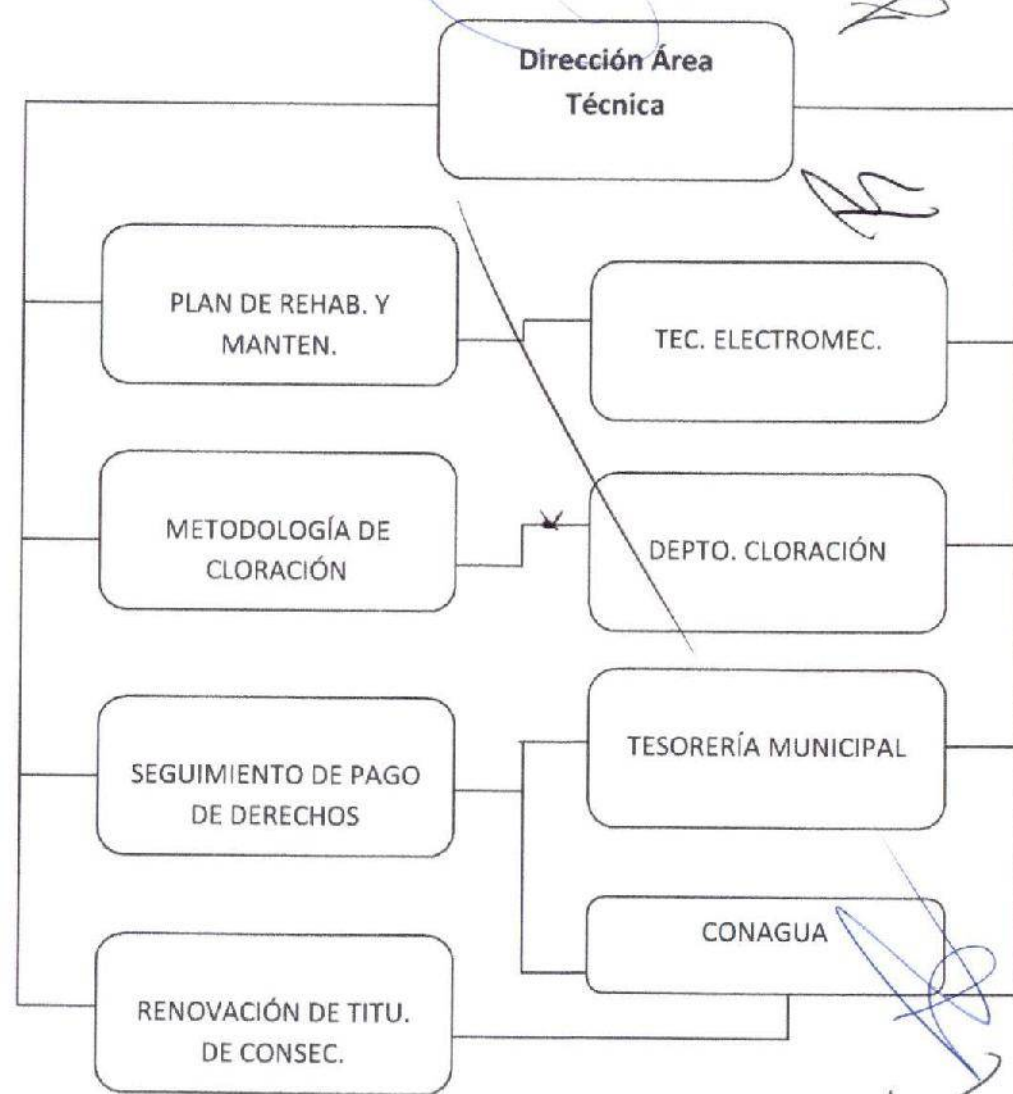 Dirección Área
Técnica
PLAN DE REHAB. Y
MANTEN.
TEC. ELECTROMEC.
METODOLOGÍA DE
CLORACIÓN
DEPTO. CLORACIÓN
SEGUIMIENTO DE PAGO
DE DERECHOS
TESORERÍA MUNICIPAL
CONAGUA
RENOVACIÓN DE TITU.
DE CONSEC.